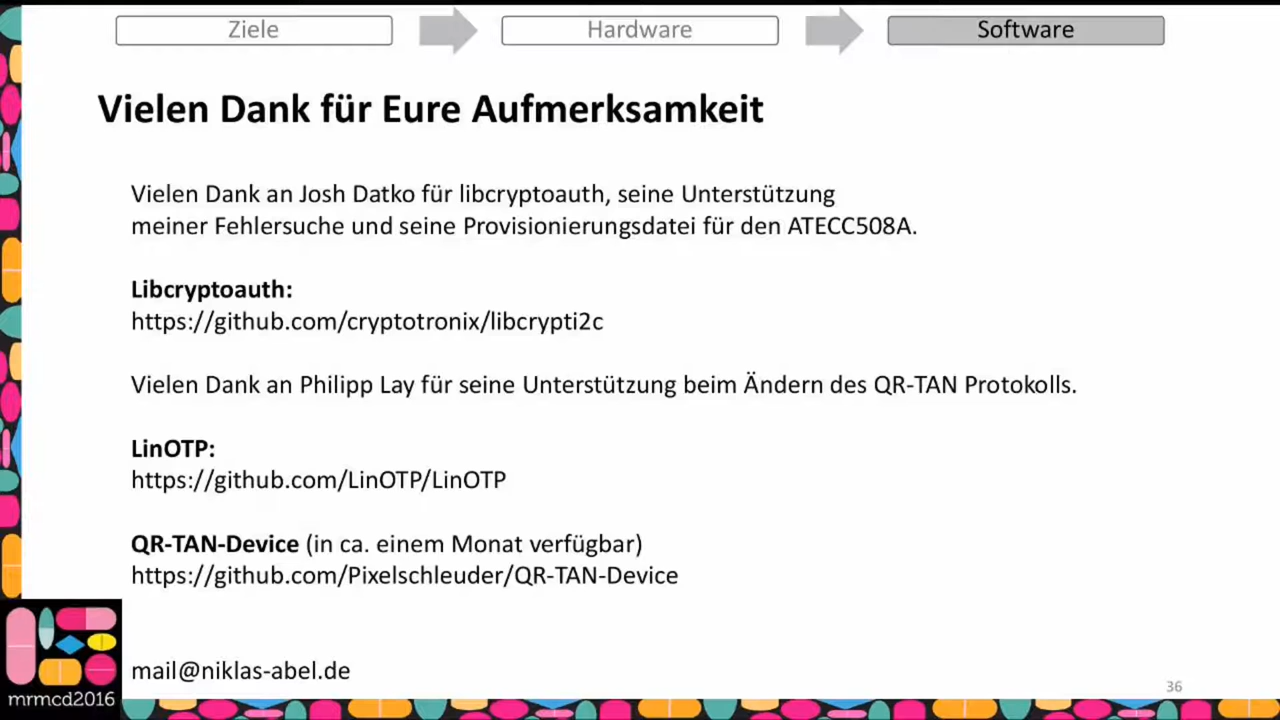 Ziele
Hardware
Software
Vielen Dank für Eure Aufmerksamkeit
Vielen Dank an Josh Datko für libcryptoauth, seine Unterstützung
meiner Fehlersuche und seine Provisionierungsdatei für den ATECC508A.
Libcryptoauth:
https://github.com/cryptotronix/libcrypti2c
Vielen Dank an Philipp Lay für seine Unterstützung beim Ändern des QR-TAN Protokolls.
LinOTP:
https://github.com/LinOTP/LinOTP
QR-TAN-Device (in ca. einem Monat verfügbar)
https://github.com/Pixelschleuder/QR-TAN-Device
mail@niklas-abel.de
36
mrmcd2016